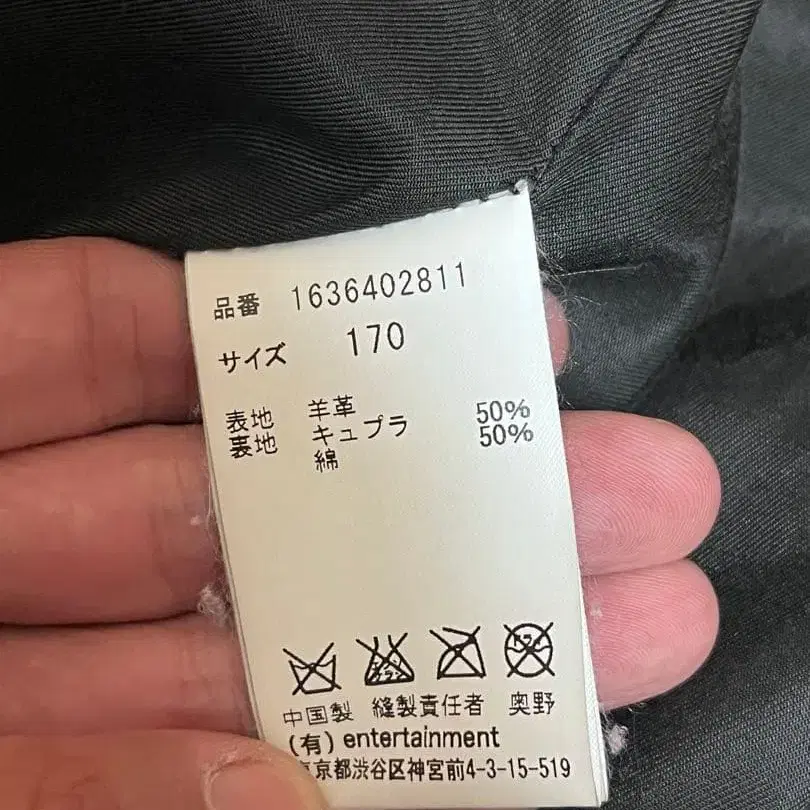 品番 1636402811
サイズ 170
表地 羊革 50%
裏地 キュプラ 50%
綿
中国製 縫製責任者 奥野
(有) entertainment
京都渋谷区神宮前4-3-15-519